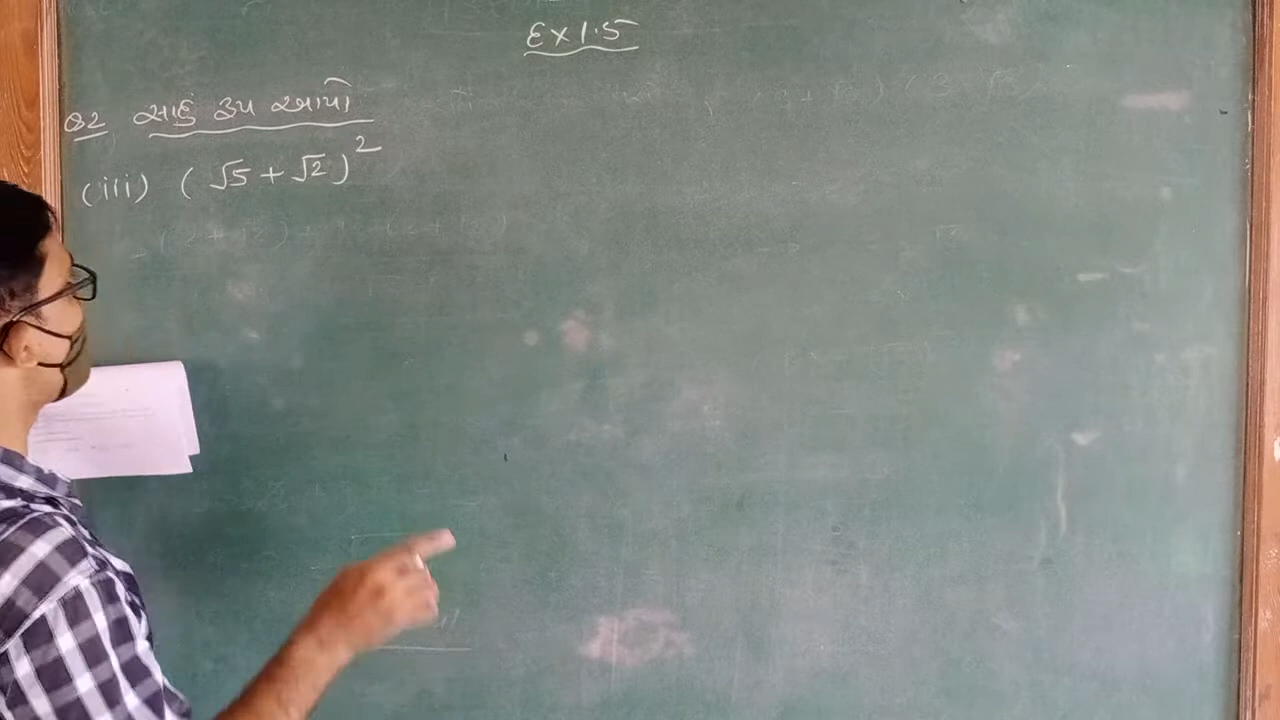 Ex 1.5
Q2 સાદું રૂપ આપો
(iii) (√5 + √2)²